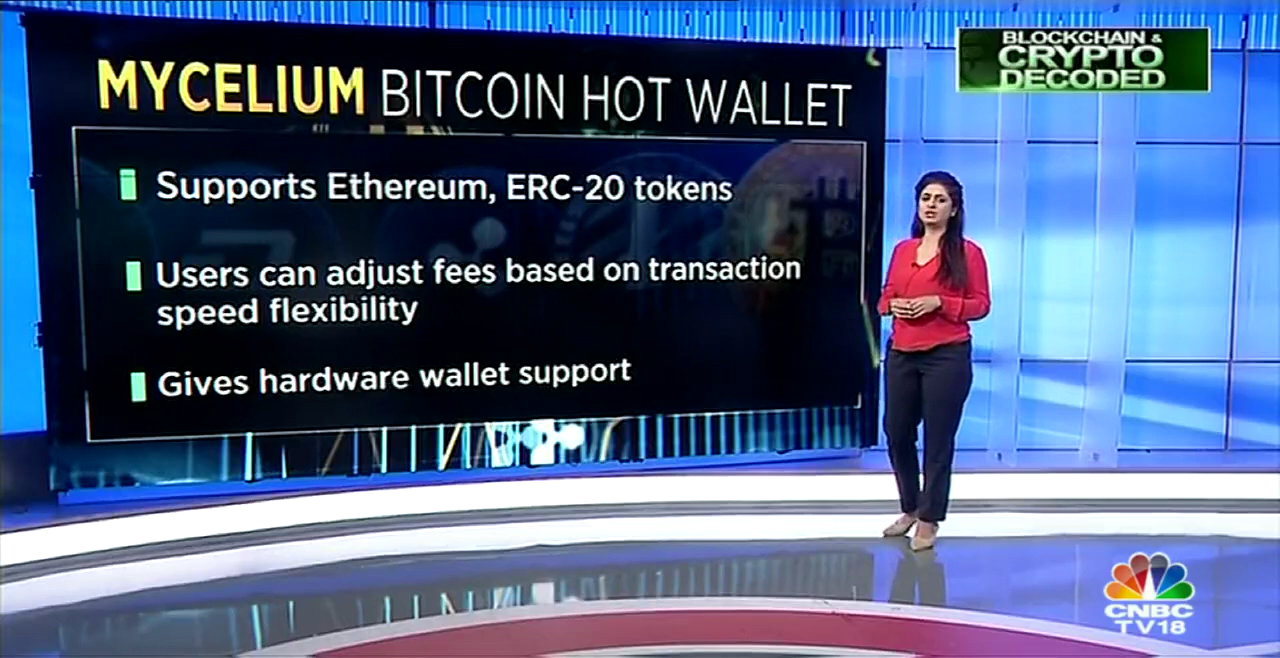 MYCELIUM BITCOIN HOT WALLET
Supports Ethereum, ERC-20 tokens
Users can adjust fees based on transaction
speed flexibility
Gives hardware wallet support
BLOCKCHAIN &
CRYPTO
DECODED
CNBC
TV18